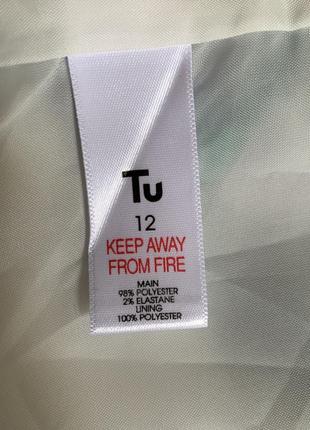 Tu
12
KEEP AWAY
FROM FIRE
MAIN
98% POLYESTER
2% ELASTANE
LINING
100% POLYESTER